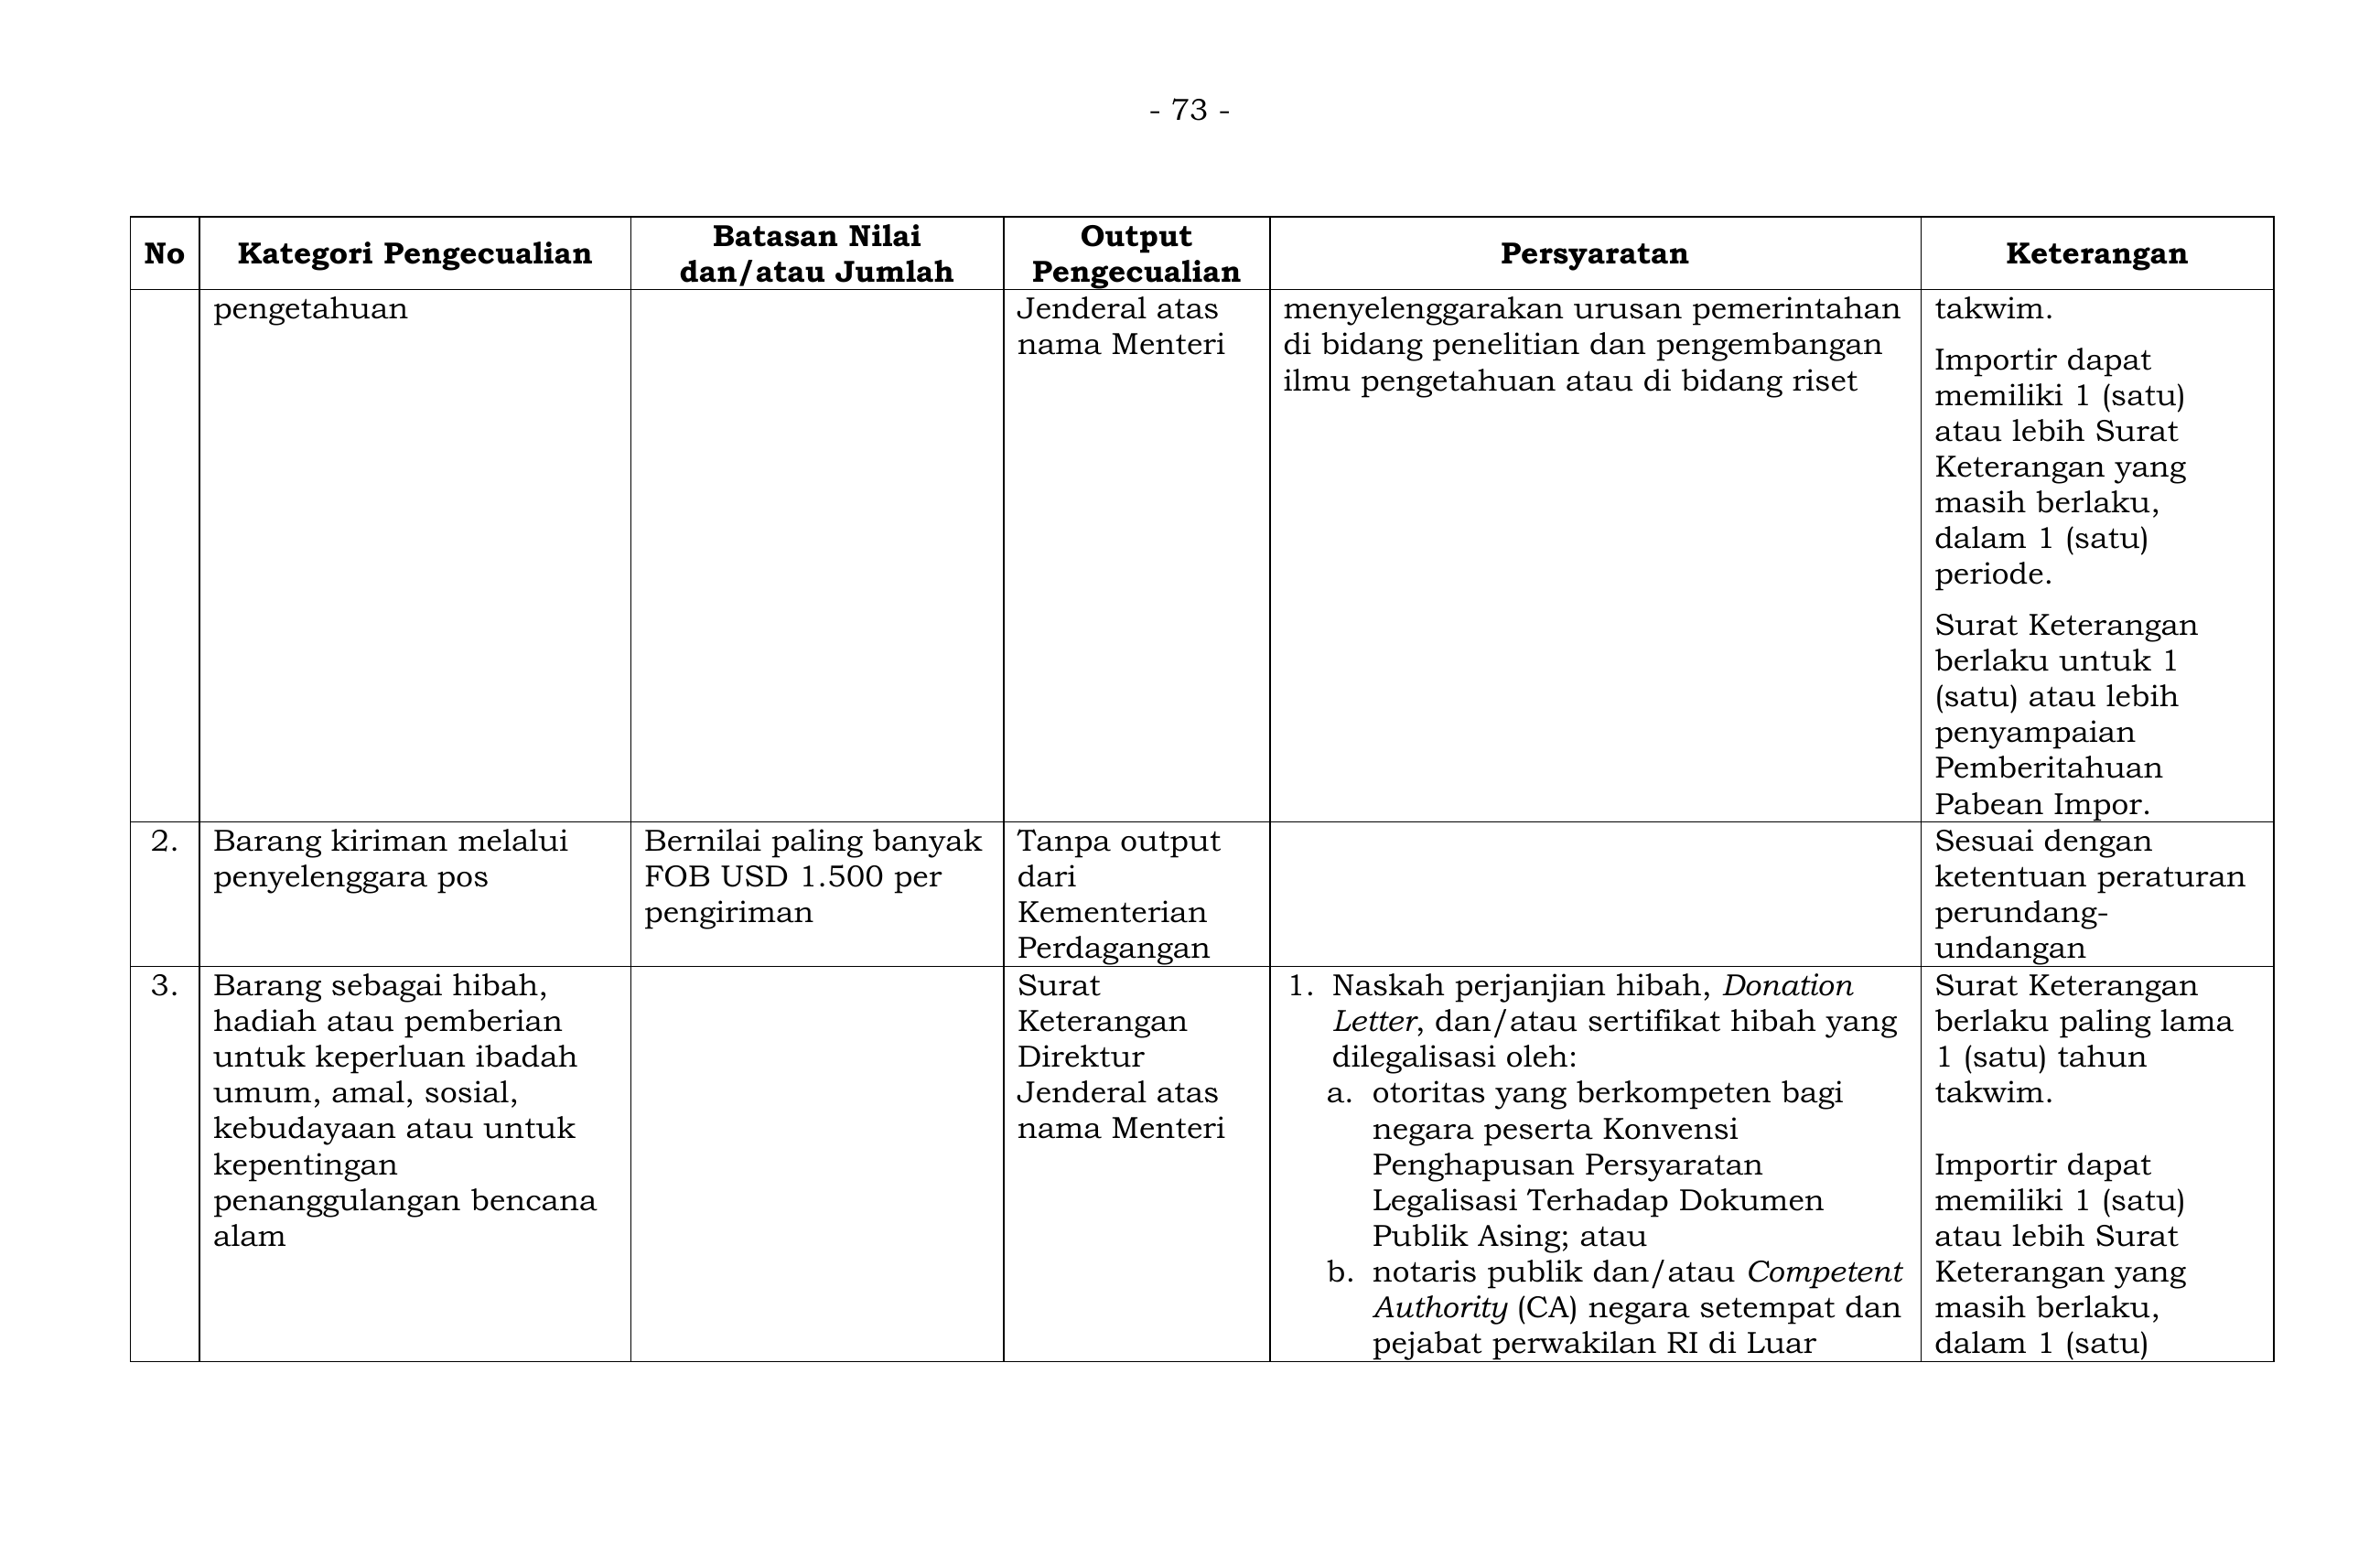 - 73 -
No
Kategori Pengecualian
Batasan Nilai
dan/atau Jumlah
Output
Pengecualian
Persyaratan
Keterangan
pengetahuan
Jenderal atas
nama Menteri
menyelenggarakan urusan pemerintahan
di bidang penelitian dan pengembangan
ilmu pengetahuan atau di bidang riset
takwim.
Importir dapat
memiliki 1 (satu)
atau lebih Surat
Keterangan yang
masih berlaku,
dalam 1 (satu)
periode.
Surat Keterangan
berlaku untuk 1
(satu) atau lebih
penyampaian
Pemberitahuan
Pabean Impor.
2.
Barang kiriman melalui
penyelenggara pos
Bernilai paling banyak
FOB USD 1.500 per
pengiriman
Tanpa output
dari
Kementerian
Perdagangan
Sesuai dengan
ketentuan peraturan
perundang-
undangan
3.
Barang sebagai hibah,
hadiah atau pemberian
untuk keperluan ibadah
umum, amal, sosial,
kebudayaan atau untuk
kepentingan
penanggulangan bencana
alam
Surat
Keterangan
Direktur
Jenderal atas
nama Menteri
1. Naskah perjanjian hibah, Donation
Letter, dan/atau sertifikat hibah yang
dilegalisasi oleh:
a. otoritas yang berkompeten bagi
negara peserta Konvensi
Penghapusan Persyaratan
Legalisasi Terhadap Dokumen
Publik Asing; atau
b. notaris publik dan/atau Competent
Authority (CA) negara setempat dan
pejabat perwakilan RI di Luar
Surat Keterangan
berlaku paling lama
1 (satu) tahun
takwim.
Importir dapat
memiliki 1 (satu)
atau lebih Surat
Keterangan yang
masih berlaku,
dalam 1 (satu)